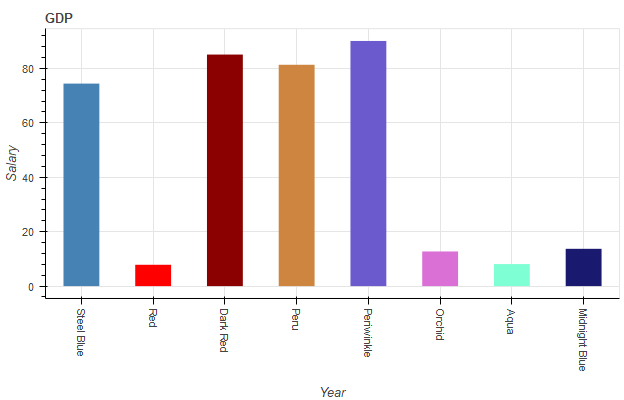 GDP
Salary
80
60
40
20
0
Steel Blue
Red
Dark Red
Peru
Periwinkle
Orchid
Aqua
Midnight Blue
Year